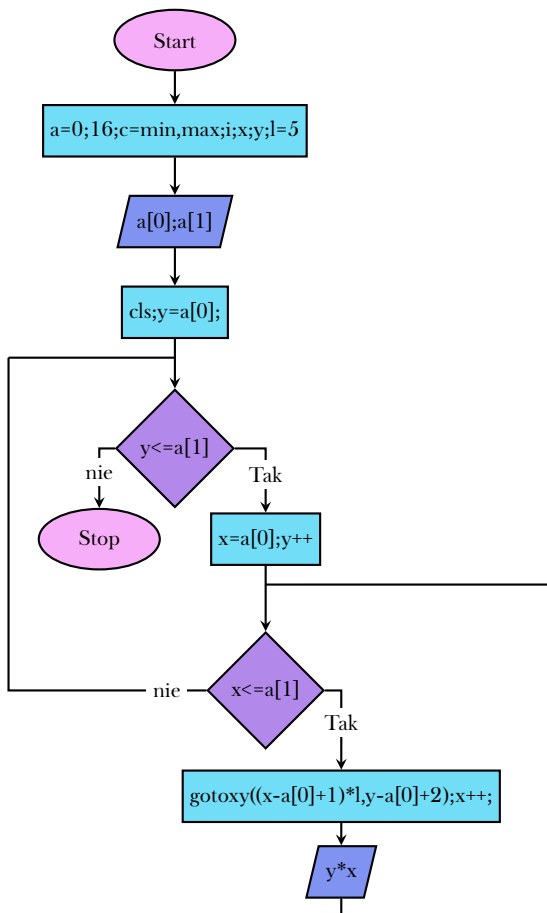 Start
a=0;16;c=min,max;i;x;y;l=5
a[0];a[1]
cls;y=a[0];
y<=a[1]
nie
Tak
Stop
x=a[0];y++
x<=a[1]
nie
Tak
gotoxy((x-a[0]+1)*l,y-a[0]+2);x++;
y*x